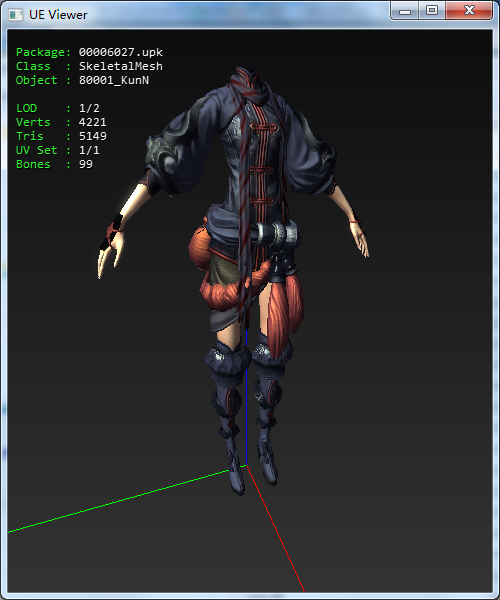 UE Viewer
Package: 00006027.upk
Class  : SkeletalMesh
Object : 80001_KunN
LOD    : 1/2
Verts  : 4221
Tris   : 5149
UV Set : 1/1
Bones  : 99